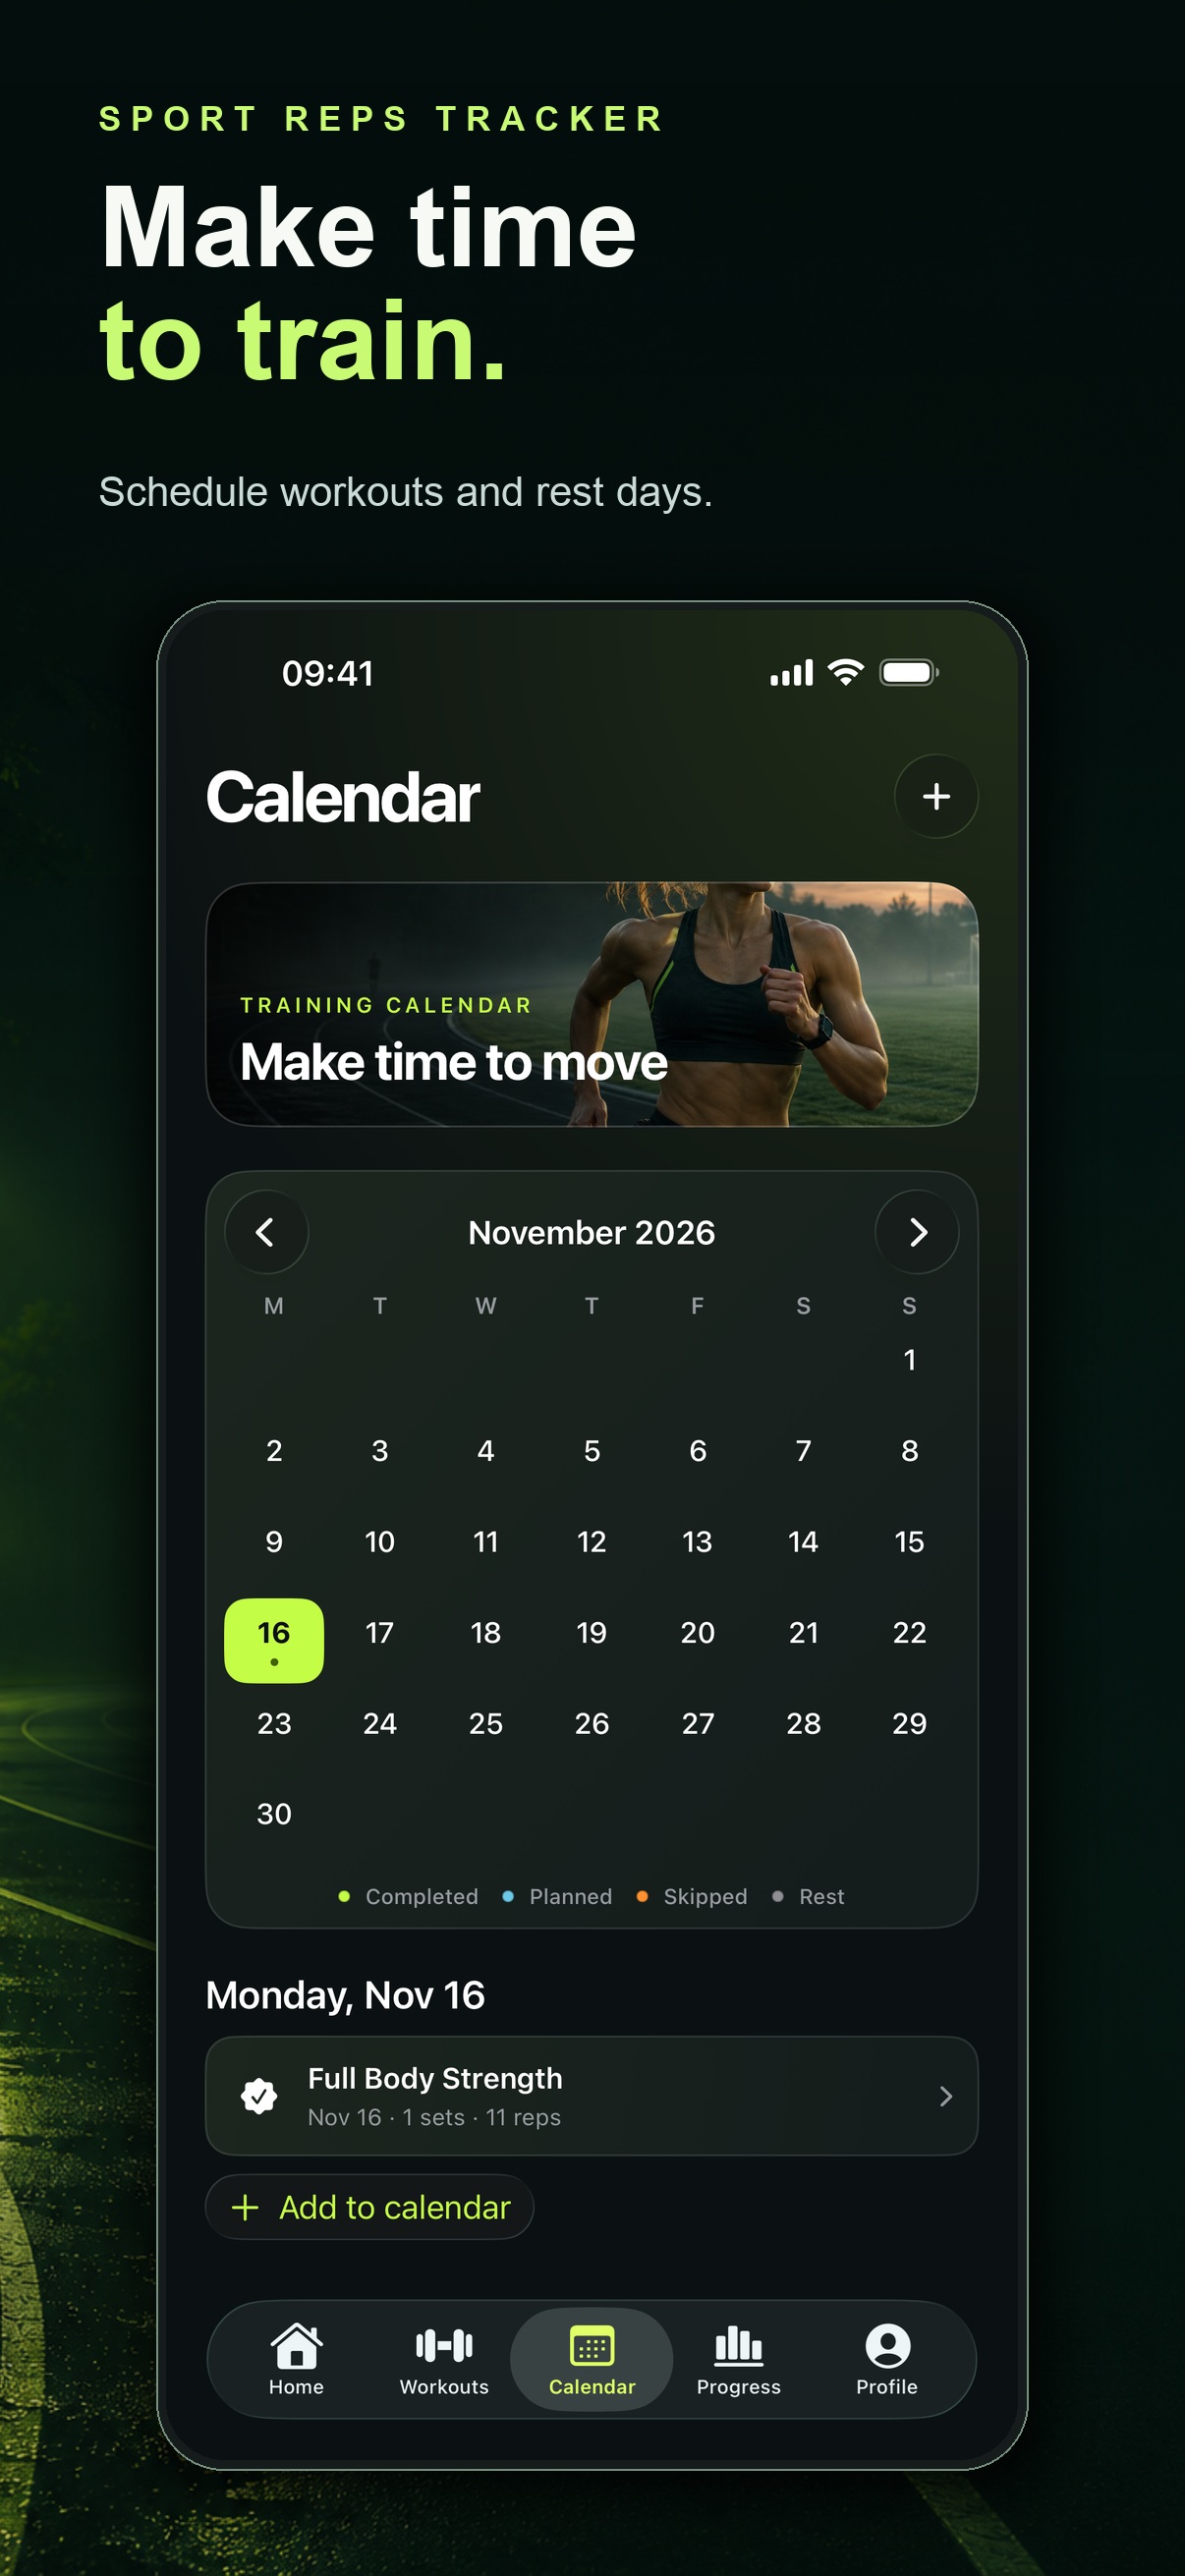 SPORT REPS TRACKER
Make time
to train.
Schedule workouts and rest days.
09:41
Calendar
TRAINING CALENDAR
Make time to move
November 2026
M T W T F S S
1
2 3 4 5 6 7 8
9 10 11 12 13 14 15
16 17 18 19 20 21 22
23 24 25 26 27 28 29
30
Completed Planned Skipped Rest
Monday, Nov 16
Full Body Strength
Nov 16 · 1 sets · 11 reps
+ Add to calendar
Home Workouts Calendar Progress Profile